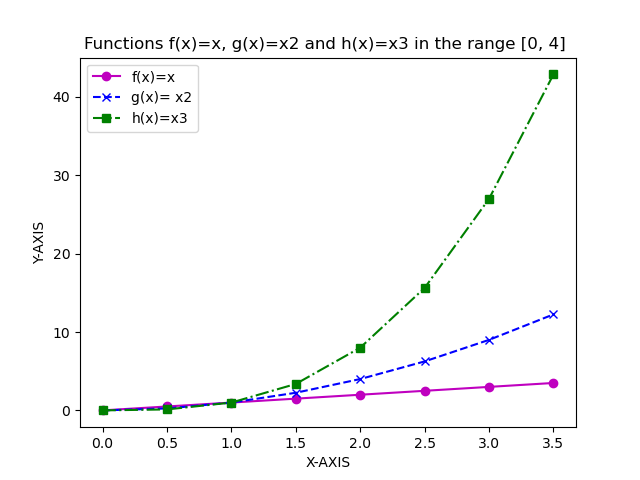 Functions f(x)=x, g(x)=x2 and h(x)=x3 in the range [0, 4]
f(x)=x
g(x)= x2
h(x)=x3
Y-AXIS
40
30
20
10
0
0.0 0.5 1.0 1.5 2.0 2.5 3.0 3.5
X-AXIS